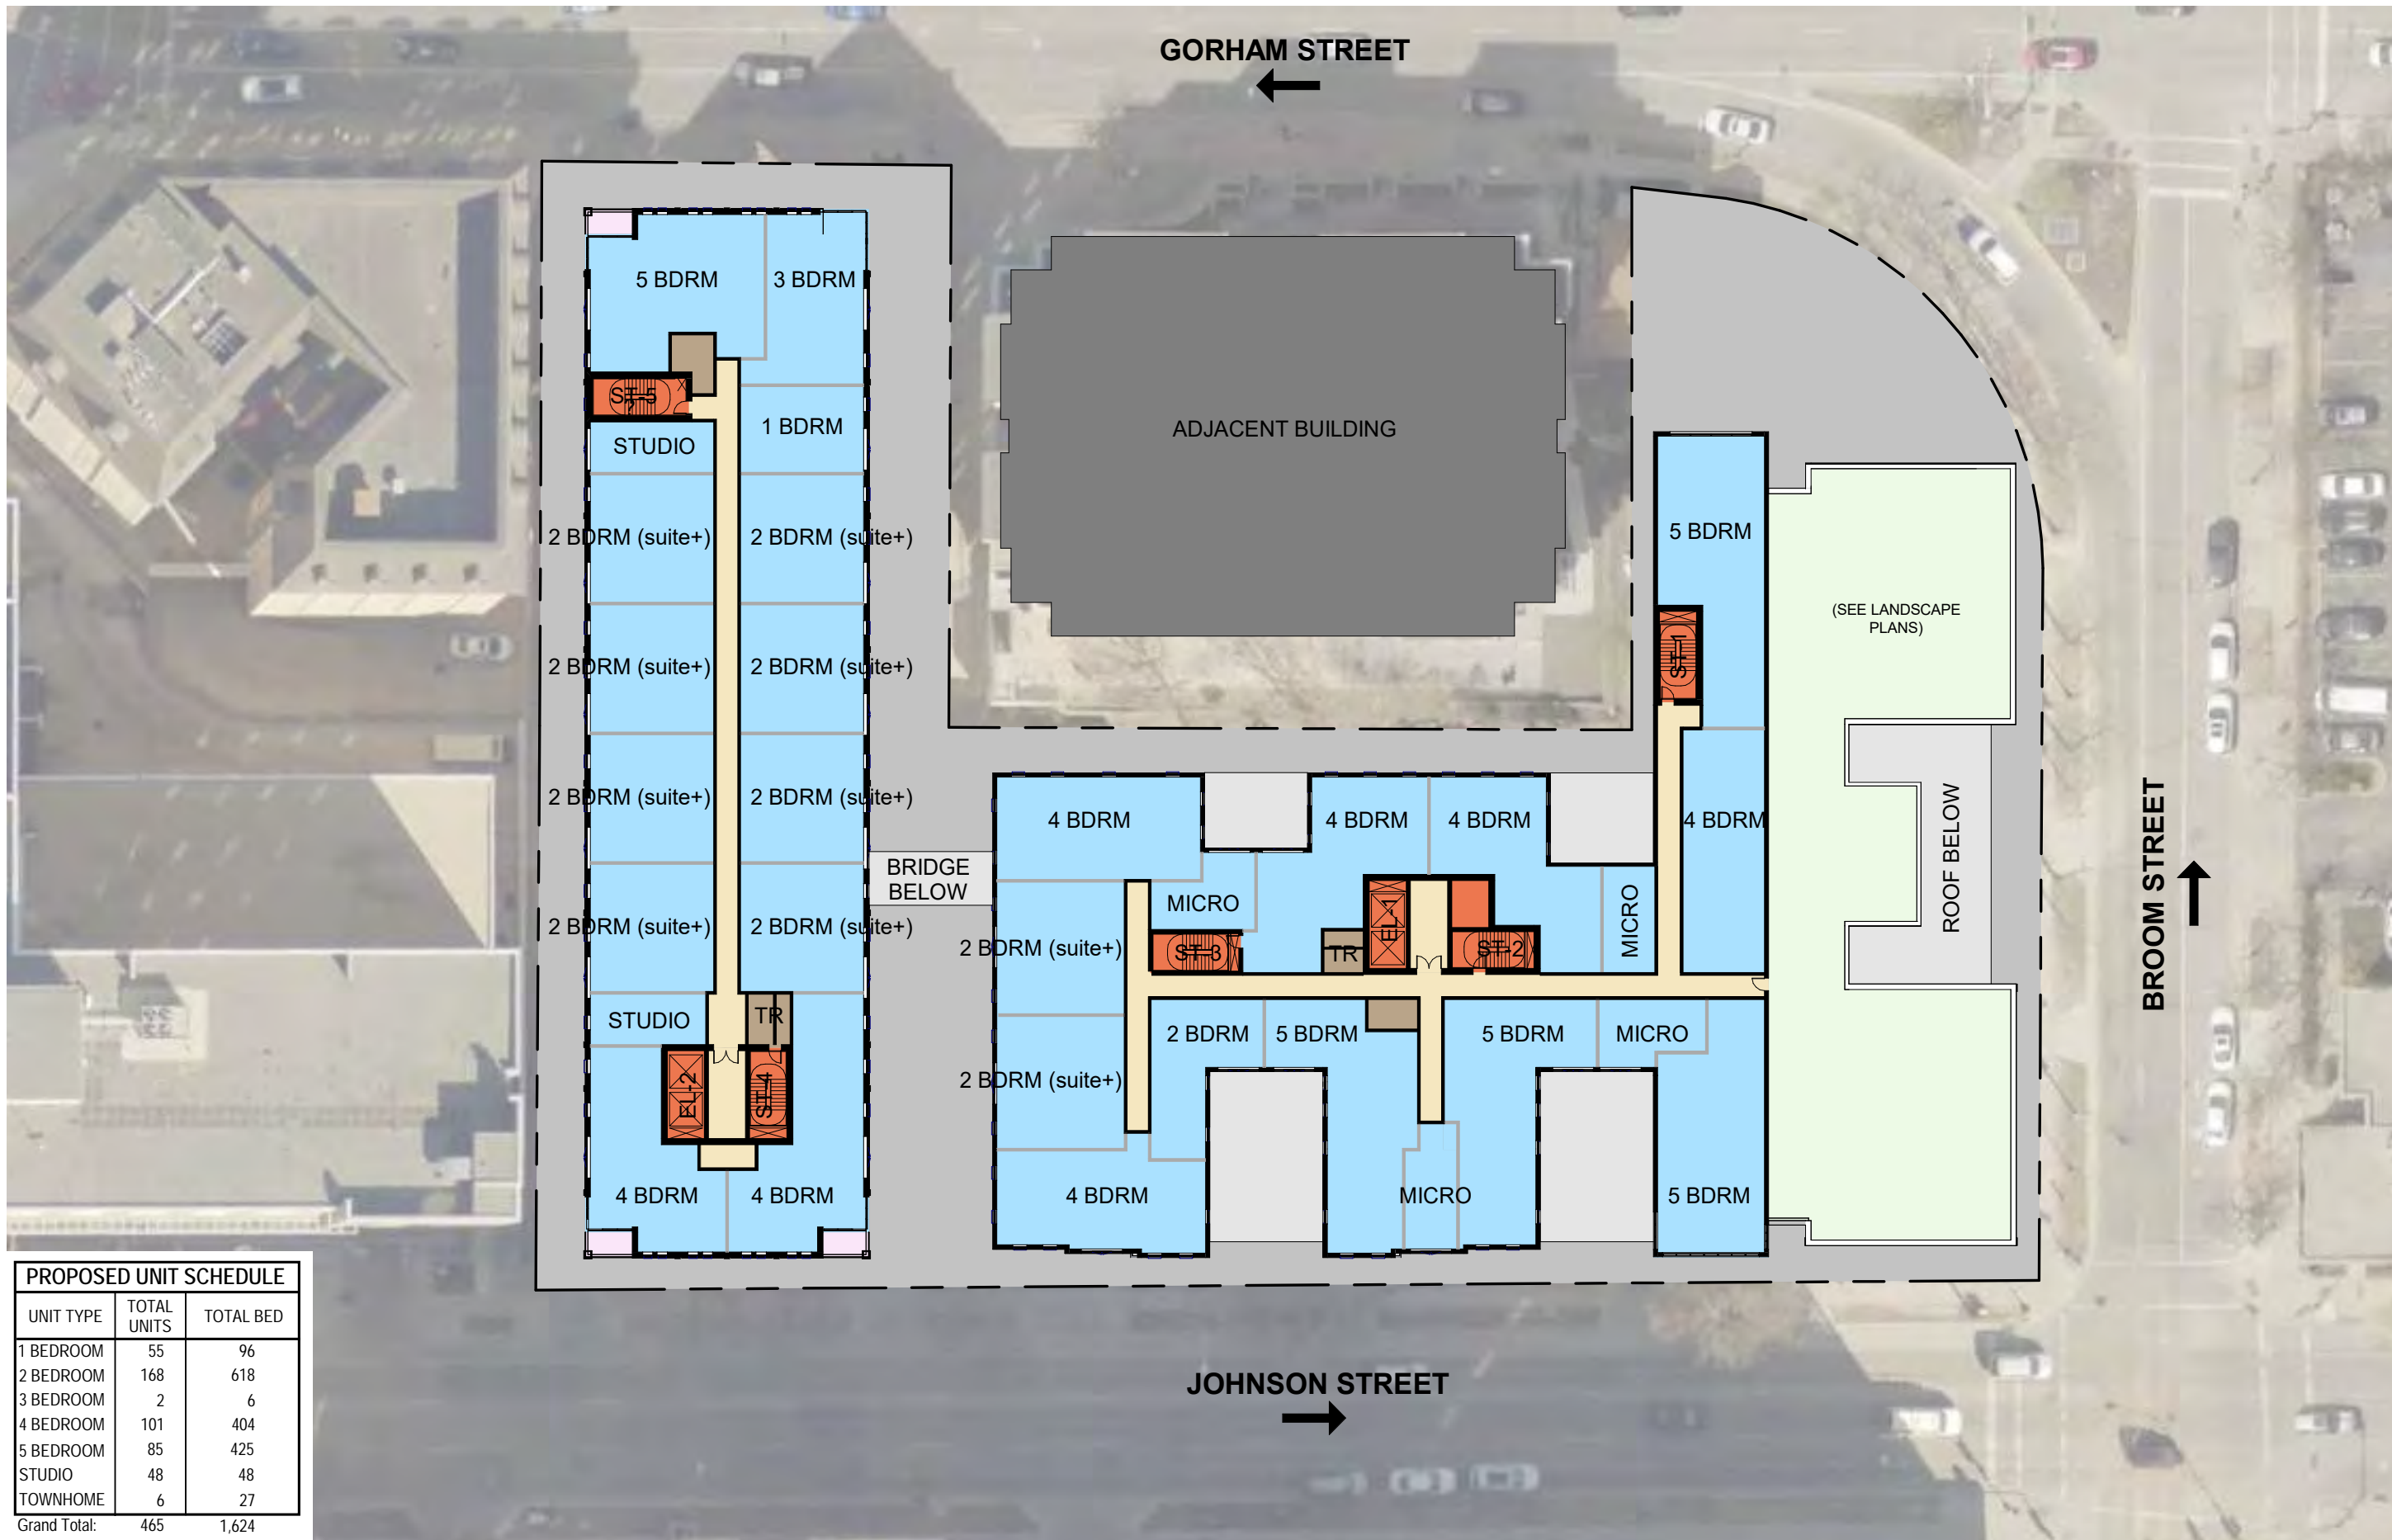 GORHAM STREET
5 BDRM
3 BDRM
ST-5
STUDIO
1 BDRM
2 BDRM (suite+)
2 BDRM (suite+)
2 BDRM (suite+)
2 BDRM (suite+)
2 BDRM (suite+)
2 BDRM (suite+)
2 BDRM (suite+)
2 BDRM (suite+)
STUDIO
TR
EL-2
ST-4
4 BDRM
4 BDRM
BRIDGE
BELOW
ADJACENT BUILDING
5 BDRM
ST-1
4 BDRM
(SEE LANDSCAPE
PLANS)
ROOF BELOW
BROOM STREET
4 BDRM
4 BDRM
4 BDRM
MICRO
MICRO
2 BDRM (suite+)
ST-3
TR
EL-1
ST-2
2 BDRM
5 BDRM
5 BDRM
MICRO
2 BDRM (suite+)
4 BDRM
MICRO
5 BDRM
JOHNSON STREET
PROPOSED UNIT SCHEDULE
UNIT TYPE TOTAL UNITS TOTAL BED
1 BEDROOM 55 96
2 BEDROOM 168 618
3 BEDROOM 2 6
4 BEDROOM 101 404
5 BEDROOM 85 425
STUDIO 48 48
TOWNHOME 6 27
Grand Total: 465 1,624